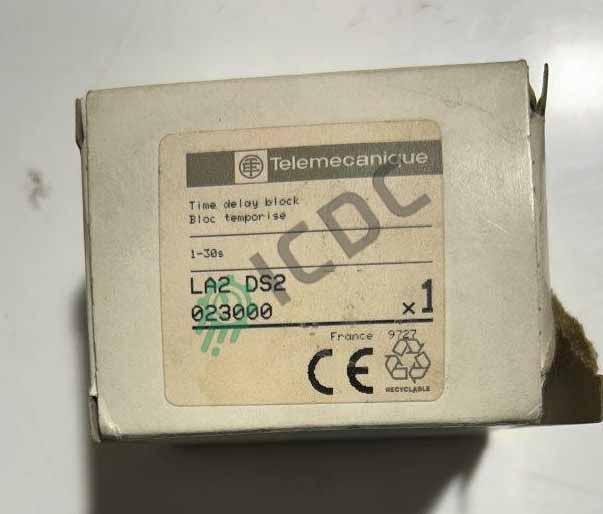 Telemecanique
Time delay block
Bloc temporise
1-30s
LA2 DS2
023000
x1
France 9727
CE
RECYCLABLE
ICDC